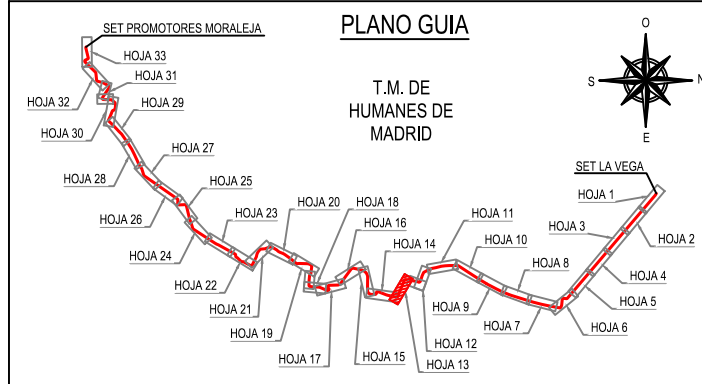 PLANO GUIA
T.M. DE
HUMANES DE
MADRID
O
S
N
E
SET PROMOTORES MORALEJA
HOJA 33
HOJA 31
HOJA 32
HOJA 29
HOJA 30
HOJA 27
HOJA 28
HOJA 25
HOJA 26
HOJA 23
HOJA 24
HOJA 22
HOJA 21
HOJA 20
HOJA 19
HOJA 18
HOJA 17
HOJA 16
HOJA 15
HOJA 14
HOJA 13
HOJA 12
HOJA 11
HOJA 10
HOJA 9
HOJA 8
HOJA 7
HOJA 6
HOJA 5
HOJA 4
HOJA 3
HOJA 2
HOJA 1
SET LA VEGA